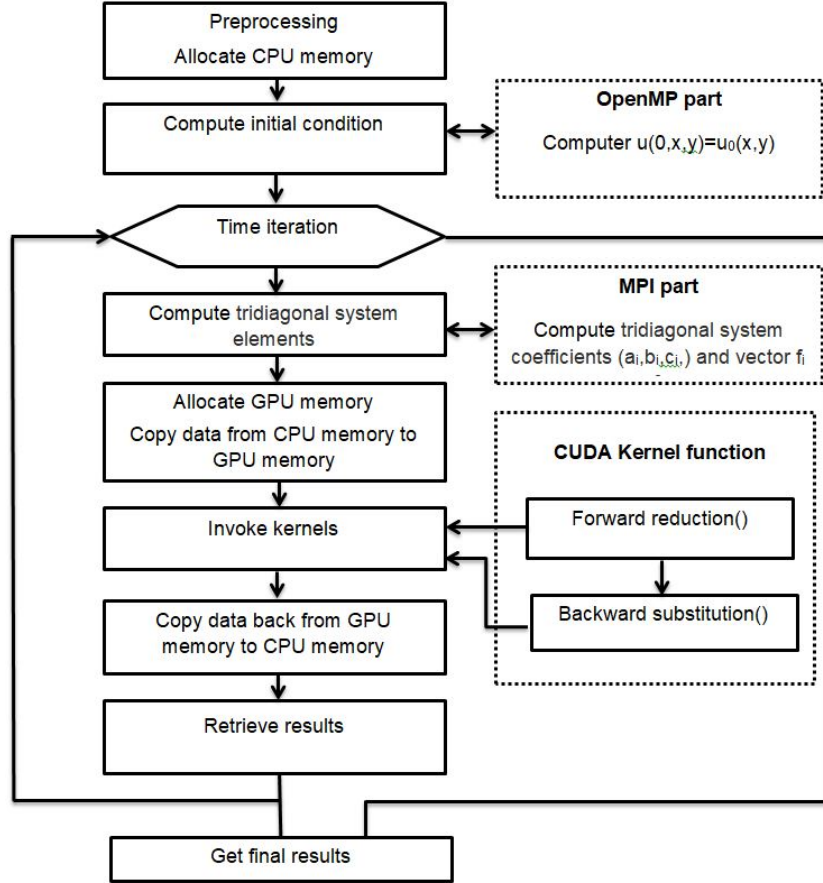 Preprocessing
Allocate CPU memory
Compute initial condition
OpenMP part
Computer u(0,x,y)=u₀(x,y)
Time iteration
Compute tridiagonal system
elements
MPI part
Compute tridiagonal system
coefficients (aᵢ,bᵢ,cᵢ,) and vector fᵢ
Allocate GPU memory
Copy data from CPU memory to
GPU memory
CUDA Kernel function
Forward reduction()
Invoke kernels
Backward substitution()
Copy data back from GPU
memory to CPU memory
Retrieve results
Get final results